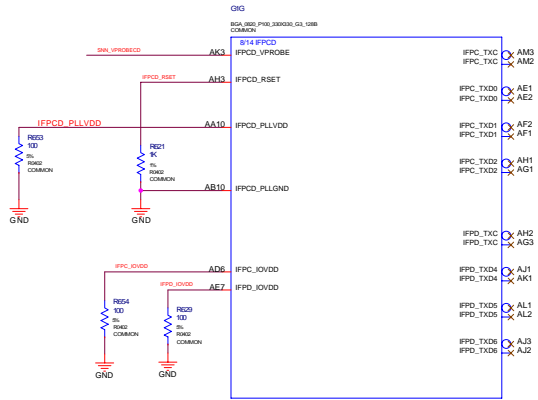 GIG
BGA_0820_P100_330X330_G3_128B
COMMON
8/14 IFPCD
SNN_VPROBECD AK3 IFPCD_VPROBE
IFPCD_RSET AH3 IFPCD_RSET
IFPCD_PLLVDD AA10 IFPCD_PLLVDD
R653
100
5%
R0402
COMMON
GND
R621
1K
1%
R0402
COMMON
AB10 IFPCD_PLLGND
GND
IFPC_IOVDD AD6 IFPC_IOVDD
IFPD_IOVDD AE7 IFPD_IOVDD
R654
100
5%
R0402
COMMON
GND
R629
100
5%
R0402
COMMON
GND
IFPC_TXC AM3
IFPC_TXC AM2
IFPC_TXD0 AE1
IFPC_TXD0 AE2
IFPC_TXD1 AF2
IFPC_TXD1 AF1
IFPC_TXD2 AH1
IFPC_TXD2 AG1
IFPD_TXC AH2
IFPD_TXC AG3
IFPD_TXD4 AJ1
IFPD_TXD4 AK1
IFPD_TXD5 AL1
IFPD_TXD5 AL2
IFPD_TXD6 AJ3
IFPD_TXD6 AJ2